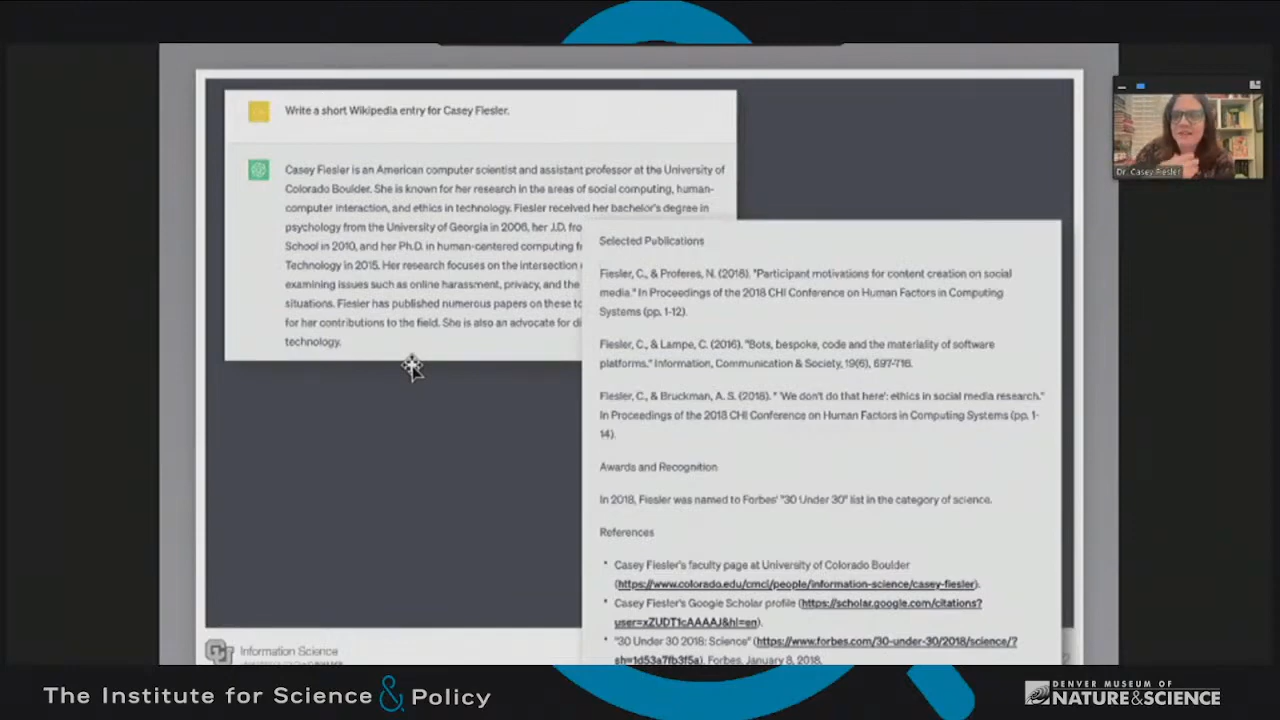 Write a short Wikipedia entry for Casey Fiesler.
Casey Fiesler is an American computer scientist and assistant professor at the University of
Colorado Boulder. She is known for her research in the areas of social computing, human-
computer interaction, and ethics in technology. Fiesler received her bachelor's degree in
psychology from the University of Georgia in 2006, her J.D. fro
School in 2010, and her Ph.D. in human-centered computing f
Technology in 2015. Her research focuses on the intersection
examining issues such as online harassment, privacy, and the
situations. Fiesler has published numerous papers on these to
for her contributions to the field. She is also an advocate for di
technology.
Selected Publications
Fiesler, C., & Proferes, N. (2018). "Participant motivations for content creation on social
media." In Proceedings of the 2018 CHI Conference on Human Factors in Computing
Systems (pp. 1-12).
Fiesler, C., & Lampe, C. (2016). "Bots, bespoke, code and the materiality of software
platforms." Information, Communication & Society, 19(6), 697-716.
Fiesler, C., & Bruckman, A. S. (2018). " 'We don't do that here': ethics in social media research."
In Proceedings of the 2018 CHI Conference on Human Factors in Computing Systems (pp. 1-
14).
Awards and Recognition
In 2018, Fiesler was named to Forbes' "30 Under 30" list in the category of science.
References
• Casey Fiesler's faculty page at University of Colorado Boulder
(https://www.colorado.edu/cmci/people/information-science/casey-fiesler).
• Casey Fiesler's Google Scholar profile (https://scholar.google.com/citations?
user=xZUDT1cAAAAJ&hl=en).
• "30 Under 30 2018: Science" (https://www.forbes.com/30-under-30/2018/science/?
sh=1d53a7fb3f5a). Forbes, January 8, 2018.
Information Science
Dr. Casey Fiesler
The Institute for Science & Policy
DENVER MUSEUM OF
NATURE & SCIENCE